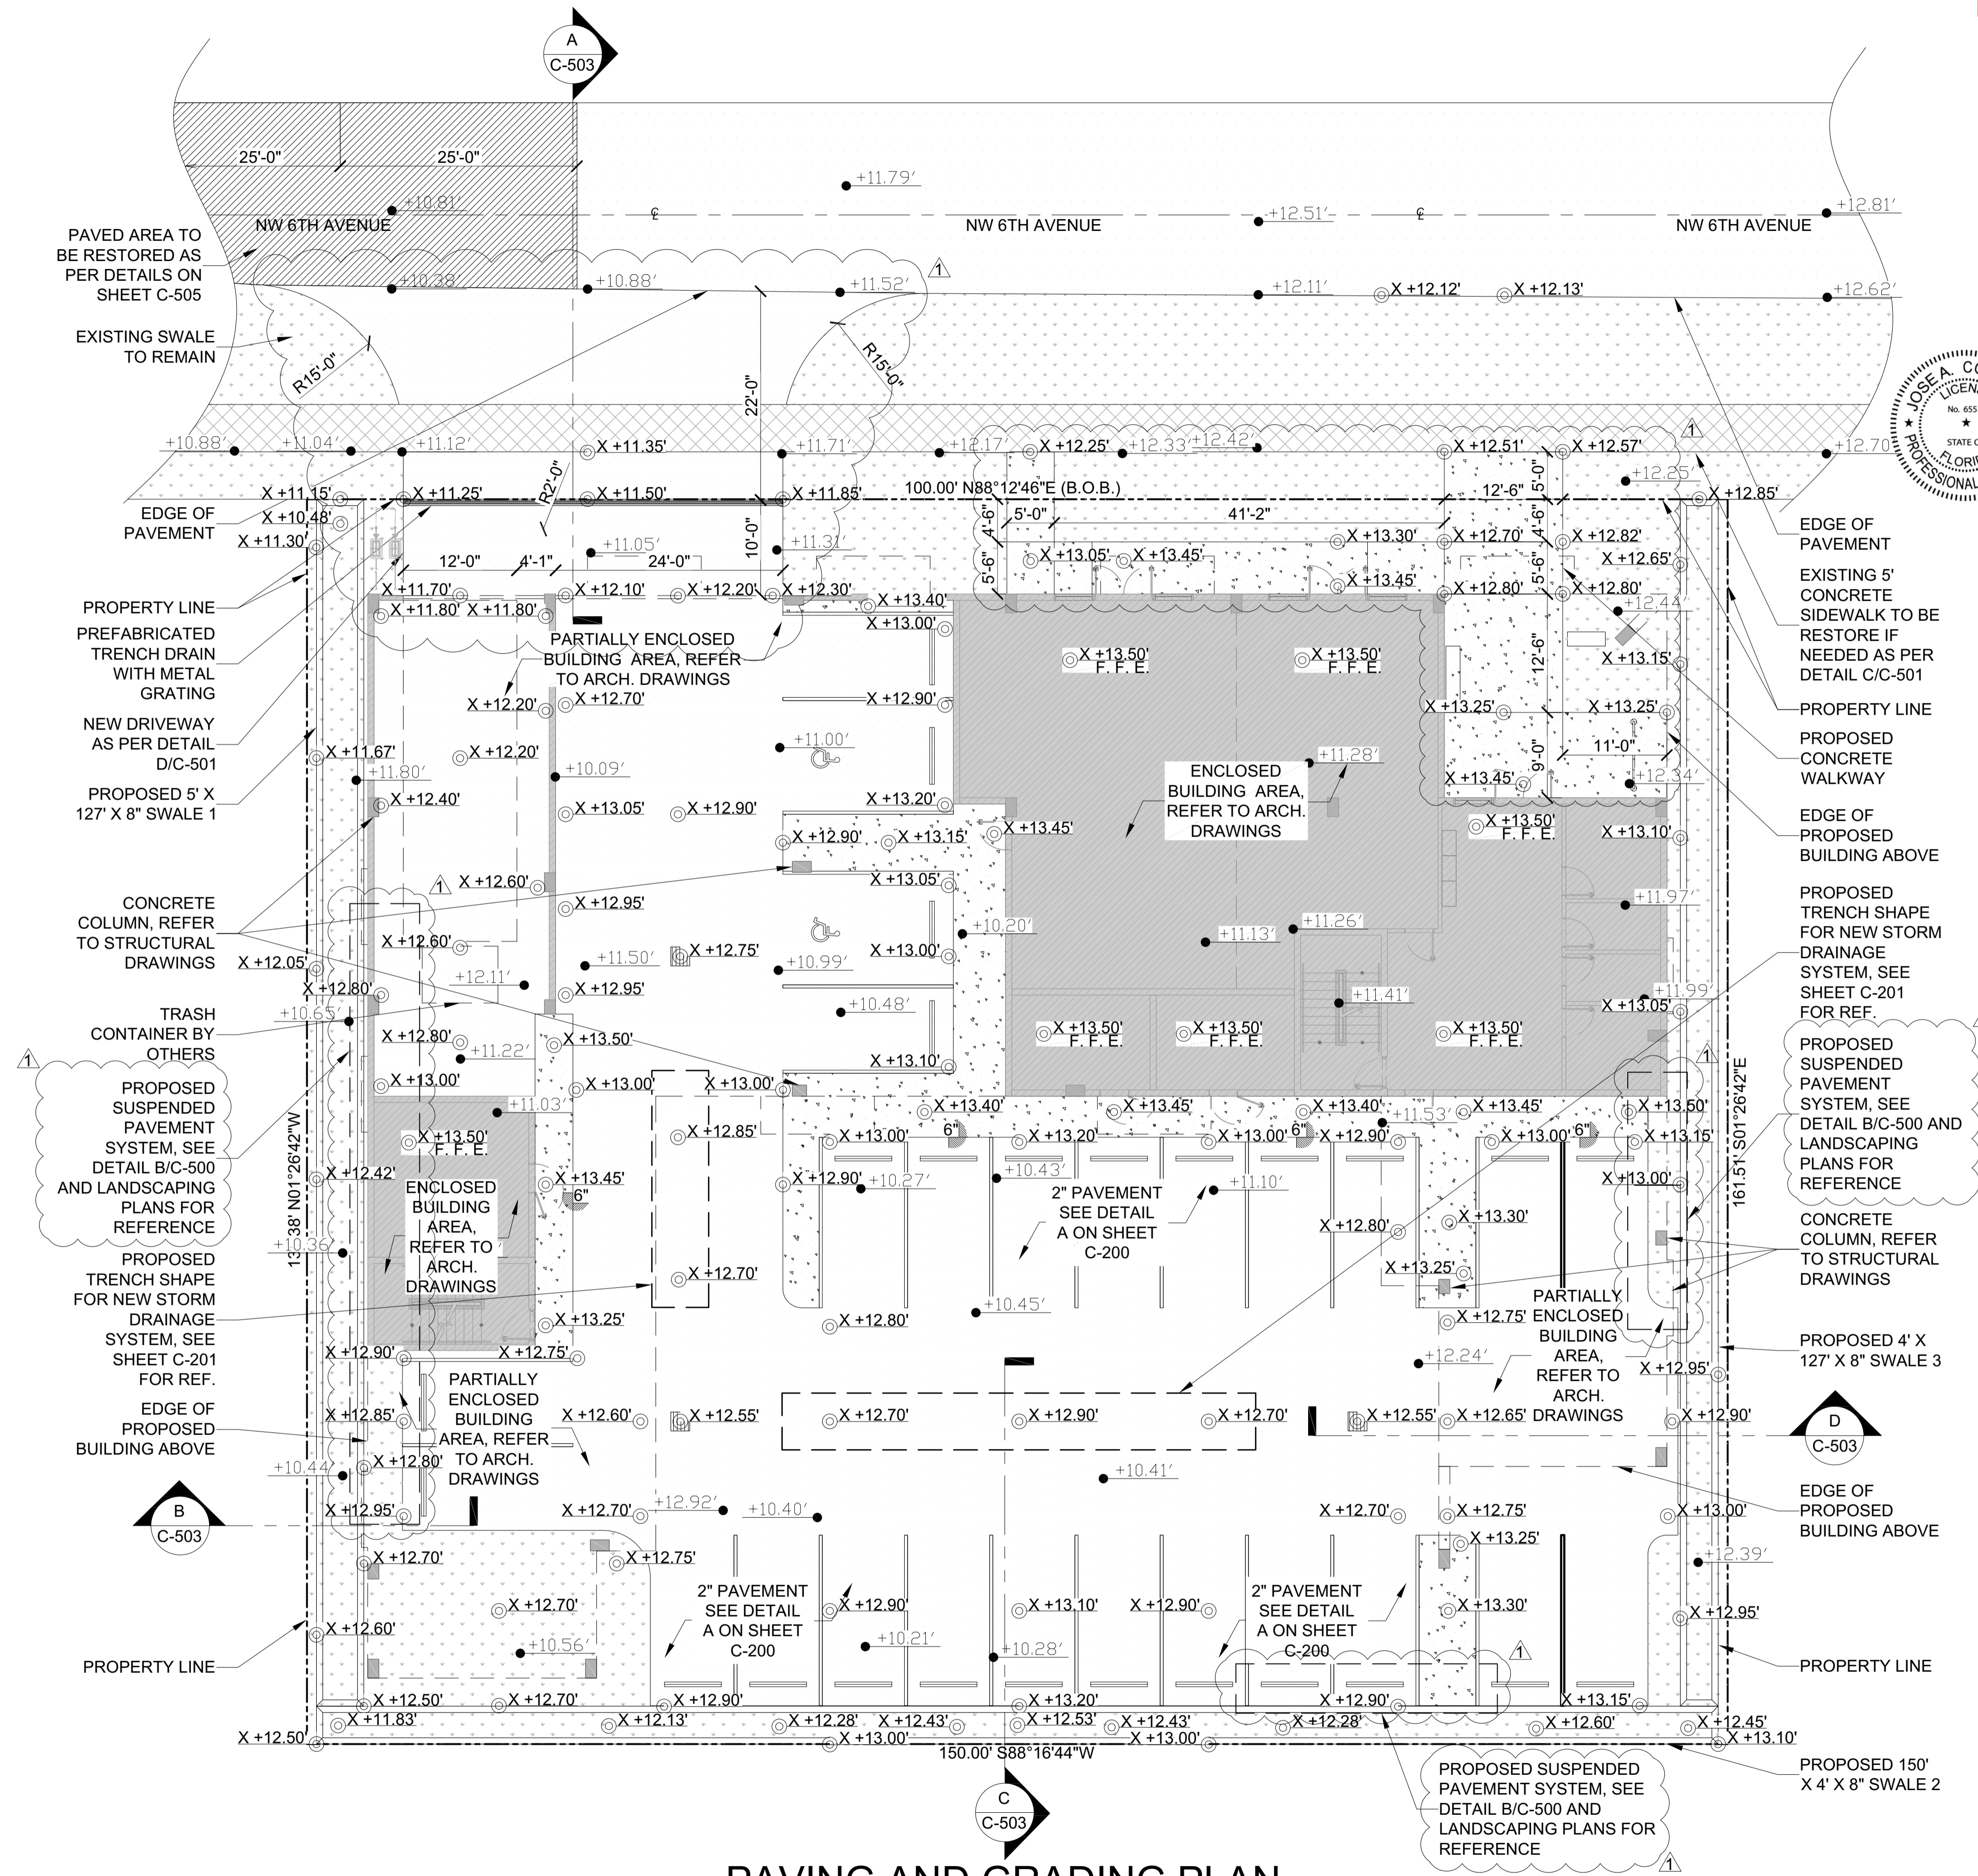 A
C-503
25'-0"
25'-0"
+11.79'
+10.81'
+12.51'
+12.81'
NW 6TH AVENUE
NW 6TH AVENUE
NW 6TH AVENUE
PAVED AREA TO
BE RESTORED AS
PER DETAILS ON
SHEET C-505
+10.38'
+10.88'
+11.52'
1
+12.11'
X +12.12'
X +12.13'
+12.62'
EXISTING SWALE
TO REMAIN
R15'-0"
R15'-0"
22'-0"
JOSE A.
No. 655
STATE
PROFESSIONAL
+10.88'
+11.04'
+11.12'
X +11.35'
+11.71'
+12.17'
X +12.25'
+12.33'
+12.42'
X +12.51'
X +12.57'
1
+12.70'
5'-0"
+12.25'
X +11.15'
X +11.25'
R2'-0"
X +11.50'
X +11.85'
100.00' N88°12'46"E (B.O.B.)
12'-6"
X +12.85'
EDGE OF
PAVEMENT
X +10.48'
X +11.30'
4'-6"
5'-0"
41'-2"
4'-6"
EDGE OF
PAVEMENT
+11.05'
10'-0"
+11.31'
X +13.30'
X +12.70'
X +12.82'
12'-0"
4'-1"
24'-0"
5'-6"
X +13.05'
X +13.45'
5'-6"
X +12.65'
X +11.70'
X +12.10'
X +12.20'
X +12.30'
X +13.45'
X +12.80'
X +12.80'
PROPERTY LINE
X +11.80'
X +11.80'
X +13.40'
+12.44'
X +13.00'
EXISTING 5'
CONCRETE
SIDEWALK TO BE
RESTORE IF
NEEDED AS PER
DETAIL C/C-501
PREFABRICATED
TRENCH DRAIN
WITH METAL
GRATING
PARTIALLY ENCLOSED
BUILDING AREA, REFER
TO ARCH. DRAWINGS
X +13.50'
F. F. E.
X +13.50'
F. F. E.
12'-6"
X +13.15'
X +12.20'
X +12.70'
X +12.90'
X +13.25'
X +13.25'
PROPERTY LINE
NEW DRIVEWAY
AS PER DETAIL
D/C-501
X +11.67'
X +12.20'
+11.00'
+11.28'
9'-0"
11'-0"
PROPOSED
CONCRETE
WALKWAY
+11.80'
+10.09'
ENCLOSED
BUILDING AREA,
REFER TO ARCH.
DRAWINGS
X +13.45'
+12.34'
PROPOSED 5' X
127' X 8" SWALE 1
X +12.40'
X +13.05'
X +12.90'
X +13.20'
X +12.90'
X +13.15'
X +13.45'
X +13.50'
F. F. E.
X +13.10'
EDGE OF
PROPOSED
BUILDING ABOVE
1
X +12.60'
X +13.05'
CONCRETE
COLUMN, REFER
TO STRUCTURAL
DRAWINGS
X +12.95'
+11.97'
PROPOSED
TRENCH SHAPE
FOR NEW STORM
DRAINAGE
SYSTEM, SEE
SHEET C-201
FOR REF.
X +12.60'
X +12.75'
X +13.00'
+10.20'
+11.13'
+11.26'
X +12.05'
+12.11'
+11.50'
+10.99'
X +12.80'
X +12.95'
+11.41'
+11.99'
X +13.05'
+10.65'
+10.48'
TRASH
CONTAINER BY
OTHERS
X +12.80'
+11.22'
X +13.50'
X +13.50'
F. F. E.
X +13.50'
F. F. E.
X +13.50'
F. F. E.
X +13.10'
1
X +13.00'
X +13.00'
X +13.00'
1
PROPOSED
SUSPENDED
PAVEMENT
SYSTEM, SEE
DETAIL B/C-500
AND LANDSCAPING
PLANS FOR
REFERENCE
PROPOSED
SUSPENDED
PAVEMENT
SYSTEM, SEE
DETAIL B/C-500 AND
LANDSCAPING
PLANS FOR
REFERENCE
+11.03'
X +13.40'
X +13.45'
X +13.40'
+11.53'
X +13.45'
X +13.50'
X +13.50'
F. F. E.
X +12.85'
X +13.00'
6"
X +13.20'
X +13.00'
6"
X +12.90'
X +13.00'
6"
X +13.15'
X +12.42'
X +13.45'
6"
X +12.90'
+10.27'
+10.43'
+11.10'
X +13.00'
ENCLOSED
BUILDING
AREA,
REFER TO
ARCH.
DRAWINGS
2" PAVEMENT
SEE DETAIL
A ON SHEET
C-200
X +12.80'
X +13.30'
161.51' S01°26'42"E
CONCRETE
COLUMN, REFER
TO STRUCTURAL
DRAWINGS
+10.36'
X +12.70'
X +13.25'
PROPOSED
TRENCH SHAPE
FOR NEW STORM
DRAINAGE
SYSTEM, SEE
SHEET C-201
FOR REF.
+10.45'
X +13.25'
X +12.80'
X +12.75'
PARTIALLY
ENCLOSED
BUILDING
AREA,
REFER TO
ARCH.
DRAWINGS
PROPOSED 4' X
127' X 8" SWALE 3
X +12.90'
X +12.75'
+12.24'
X +12.95'
EDGE OF
PROPOSED
BUILDING ABOVE
PARTIALLY
ENCLOSED
BUILDING
AREA, REFER
TO ARCH.
DRAWINGS
X +12.85'
X +12.60'
X +12.55'
X +12.70'
X +12.90'
X +12.70'
X +12.55'
X +12.65'
X +12.90'
D
C-503
X +12.80'
+10.44'
+10.41'
B
C-503
X +12.95'
X +12.70'
+12.92'
+10.40'
X +12.70'
X +12.75'
X +13.00'
EDGE OF
PROPOSED
BUILDING ABOVE
X +13.25'
X +12.70'
X +12.75'
+12.39'
2" PAVEMENT
SEE DETAIL
A ON SHEET
C-200
2" PAVEMENT
SEE DETAIL
A ON SHEET
C-200
X +12.70'
X +12.90'
X +13.10'
X +12.90'
X +13.30'
X +12.95'
X +12.60'
+10.56'
+10.21'
+10.28'
1
PROPERTY LINE
PROPERTY LINE
X +12.50'
X +12.70'
X +12.90'
X +13.20'
X +12.90'
X +13.15'
X +11.83'
X +12.13'
X +12.28'
X +12.43'
X +12.53'
X +12.43'
X +12.28'
X +12.60'
X +12.45'
X +12.50'
X +13.00'
X +13.00'
X +13.10'
150.00' S88°16'44"W
PROPOSED 150'
X 4' X 8" SWALE 2
PROPOSED SUSPENDED
PAVEMENT SYSTEM, SEE
DETAIL B/C-500 AND
LANDSCAPING PLANS FOR
REFERENCE
1
C
C-503
PAVING AND GRADING PLAN